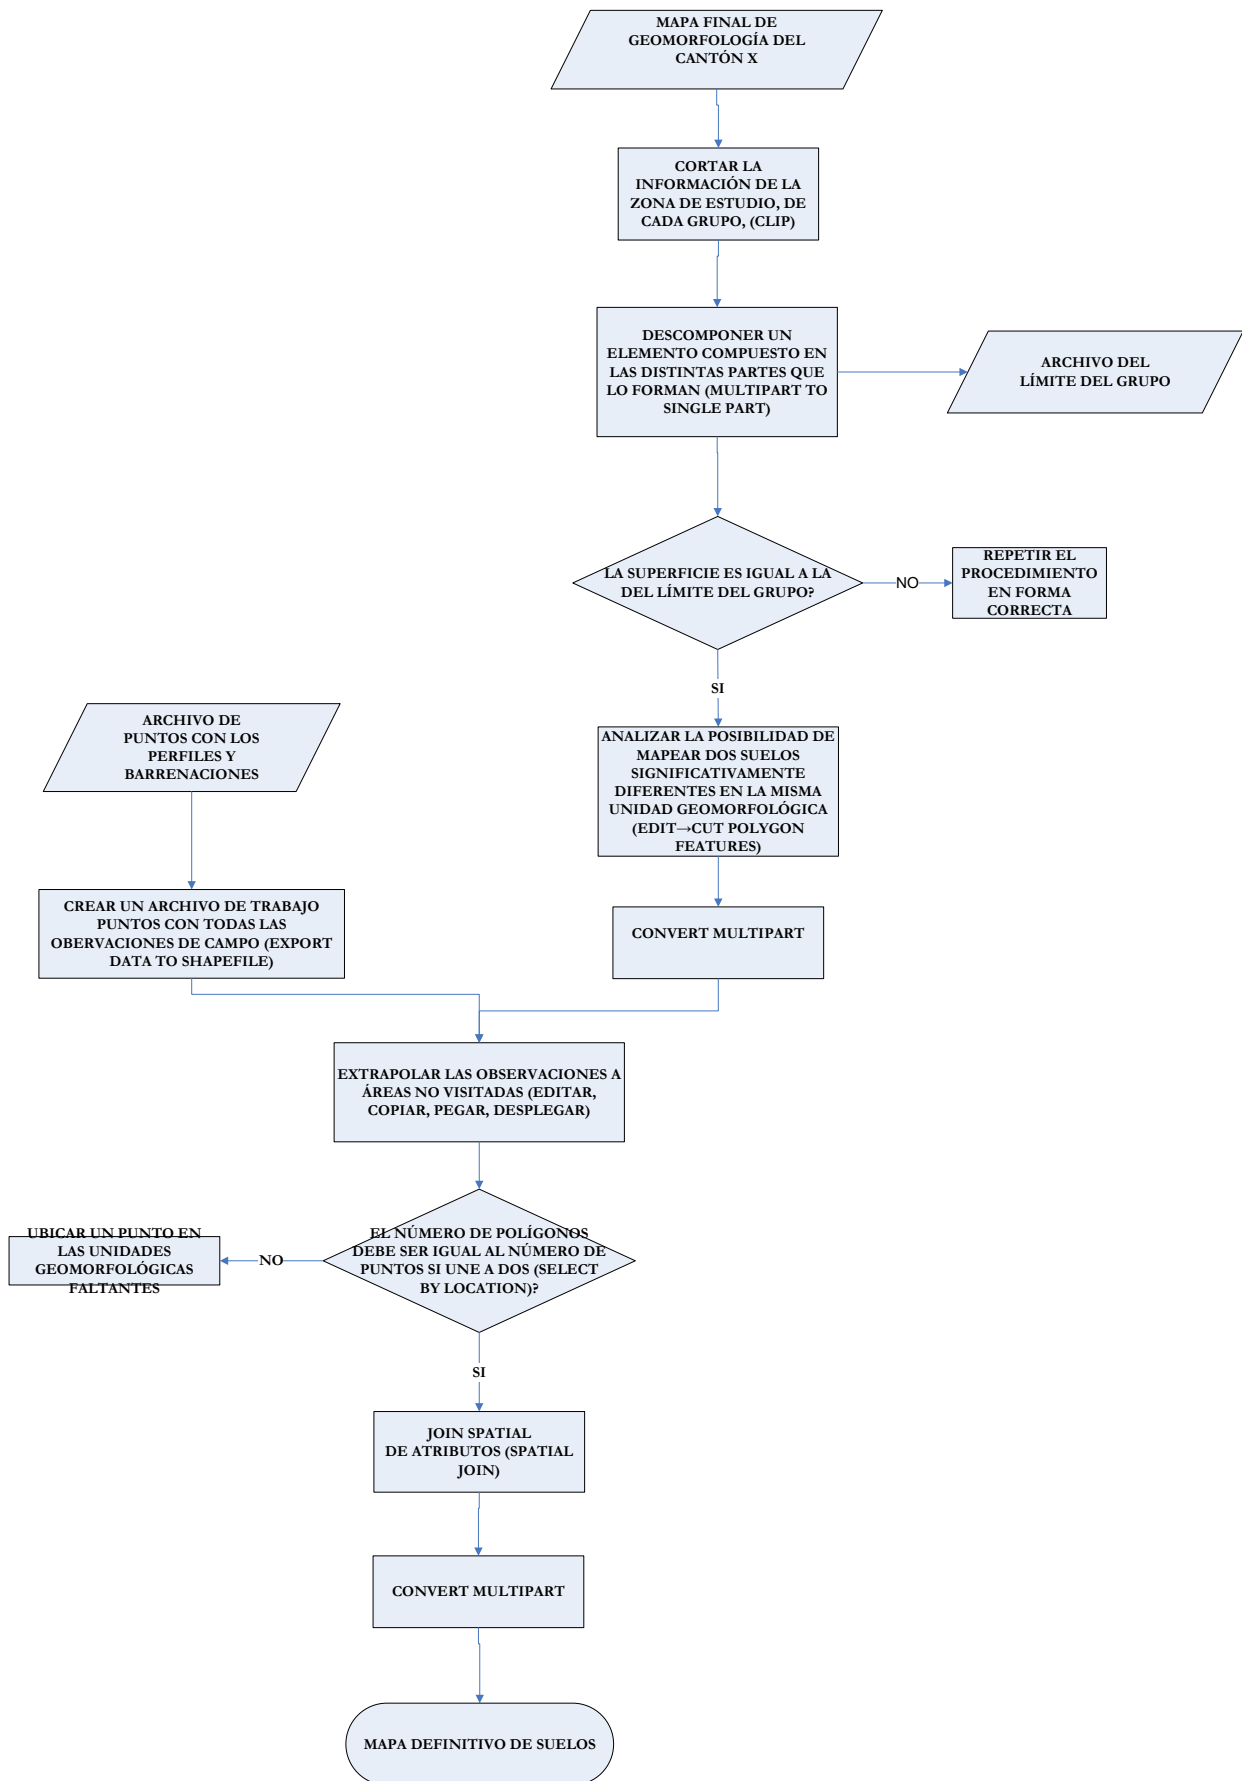 MAPA FINAL DE
GEOMORFOLOGÍA DEL
CANTÓN X
CORTAR LA
INFORMACIÓN DE LA
ZONA DE ESTUDIO, DE
CADA GRUPO, (CLIP)
DESCOMPONER UN
ELEMENTO COMPUESTO EN
LAS DISTINTAS PARTES QUE
LO FORMAN (MULTIPART TO
SINGLE PART)
ARCHIVO DEL
LÍMITE DEL GRUPO
LA SUPERFICIE ES IGUAL A LA
DEL LÍMITE DEL GRUPO?
NO
REPETIR EL
PROCEDIMIENTO
EN FORMA
CORRECTA
SI
ARCHIVO DE
PUNTOS CON LOS
PERFILES Y
BARRENACIONES
ANALIZAR LA POSIBILIDAD DE
MAPEAR DOS SUELOS
SIGNIFICATIVAMENTE
DIFERENTES EN LA MISMA
UNIDAD GEOMORFOLÓGICA
(EDIT→CUT POLYGON
FEATURES)
CREAR UN ARCHIVO DE TRABAJO
PUNTOS CON TODAS LAS
OBERVACIONES DE CAMPO (EXPORT
DATA TO SHAPEFILE)
CONVERT MULTIPART
EXTRAPOLAR LAS OBSERVACIONES A
ÁREAS NO VISITADAS (EDITAR,
COPIAR, PEGAR, DESPLEGAR)
EL NÚMERO DE POLÍGONOS
DEBE SER IGUAL AL NÚMERO DE
PUNTOS SI UNE A DOS (SELECT
BY LOCATION)?
NO
UBICAR UN PUNTO EN
LAS UNIDADES
GEOMORFOLÓGICAS
FALTANTES
SI
JOIN SPATIAL
DE ATRIBUTOS (SPATIAL
JOIN)
CONVERT MULTIPART
MAPA DEFINITIVO DE SUELOS